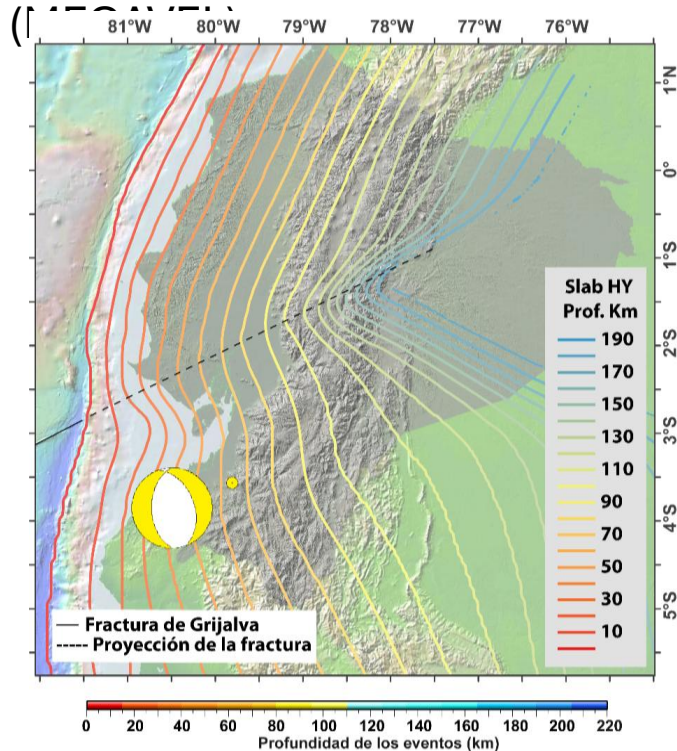 81°W 80°W 79°W 78°W 77°W 76°W
1°N
0°
1°S
2°S
3°S
4°S
5°S
Slab HY
Prof. Km
190
170
150
130
110
90
70
50
30
10
Fractura de Grijalva
Proyección de la fractura
0 20 40 60 80 100 120 140 160 180 200 220
Profundidad de los eventos (km)